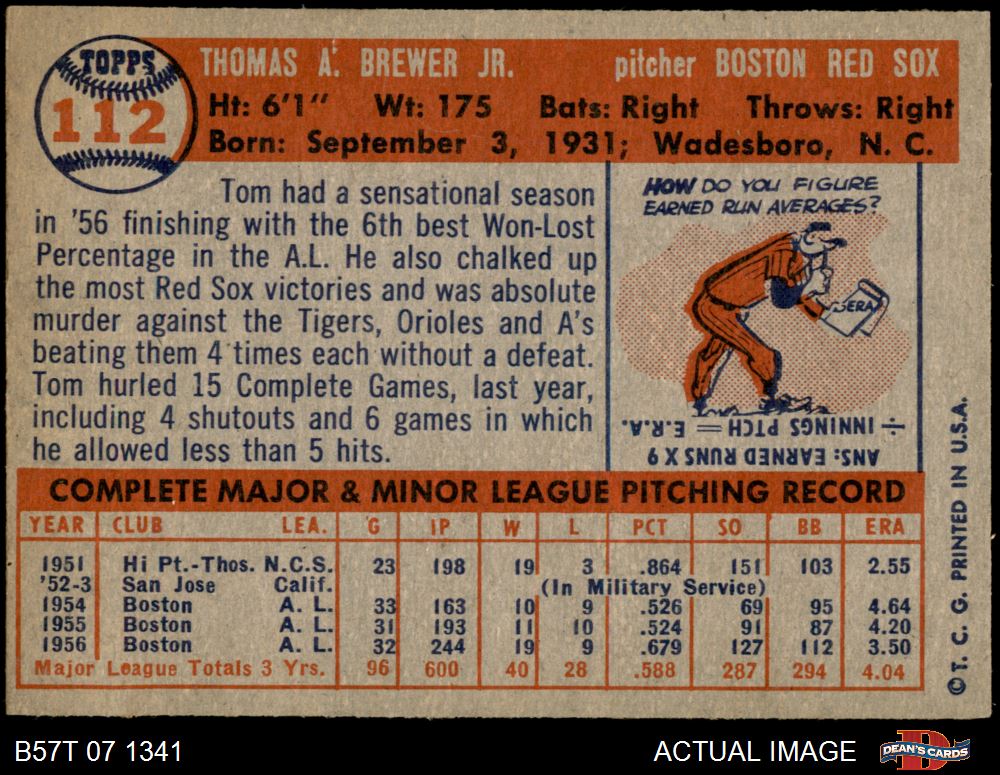 TOPPS
112
THOMAS A. BREWER JR. pitcher BOSTON RED SOX
Ht: 6'1" Wt: 175 Bats: Right Throws: Right
Born: September 3, 1931; Wadesboro, N. C.
Tom had a sensational season
in '56 finishing with the 6th best Won-Lost
Percentage in the A.L. He also chalked up
the most Red Sox victories and was absolute
murder against the Tigers, Orioles and A's
beating them 4 times each without a defeat.
Tom hurled 15 Complete Games, last year,
including 4 shutouts and 6 games in which
he allowed less than 5 hits.
HOW DO YOU FIGURE
EARNED RUN AVERAGES?
ERA
ANS: EARNED RUNS X 9
÷ INNINGS PTCH = E.R.A.
COMPLETE MAJOR & MINOR LEAGUE PITCHING RECORD
YEAR CLUB LEA. G IP W L PCT SO BB ERA
1951 Hi Pt.-Thos. N.C.S. 23 198 19 3 .864 151 103 2.55
'52-3 San Jose Calif. (In Military Service)
1954 Boston A. L. 33 163 10 9 .526 69 95 4.64
1955 Boston A. L. 31 193 11 10 .524 91 87 4.20
1956 Boston A. L. 32 244 19 9 .679 127 112 3.50
Major League Totals 3 Yrs. 96 600 40 28 .588 287 294 4.04
© T. C. G. PRINTED IN U.S.A.
B57T 07 1341 ACTUAL IMAGE DEAN'S CARDS